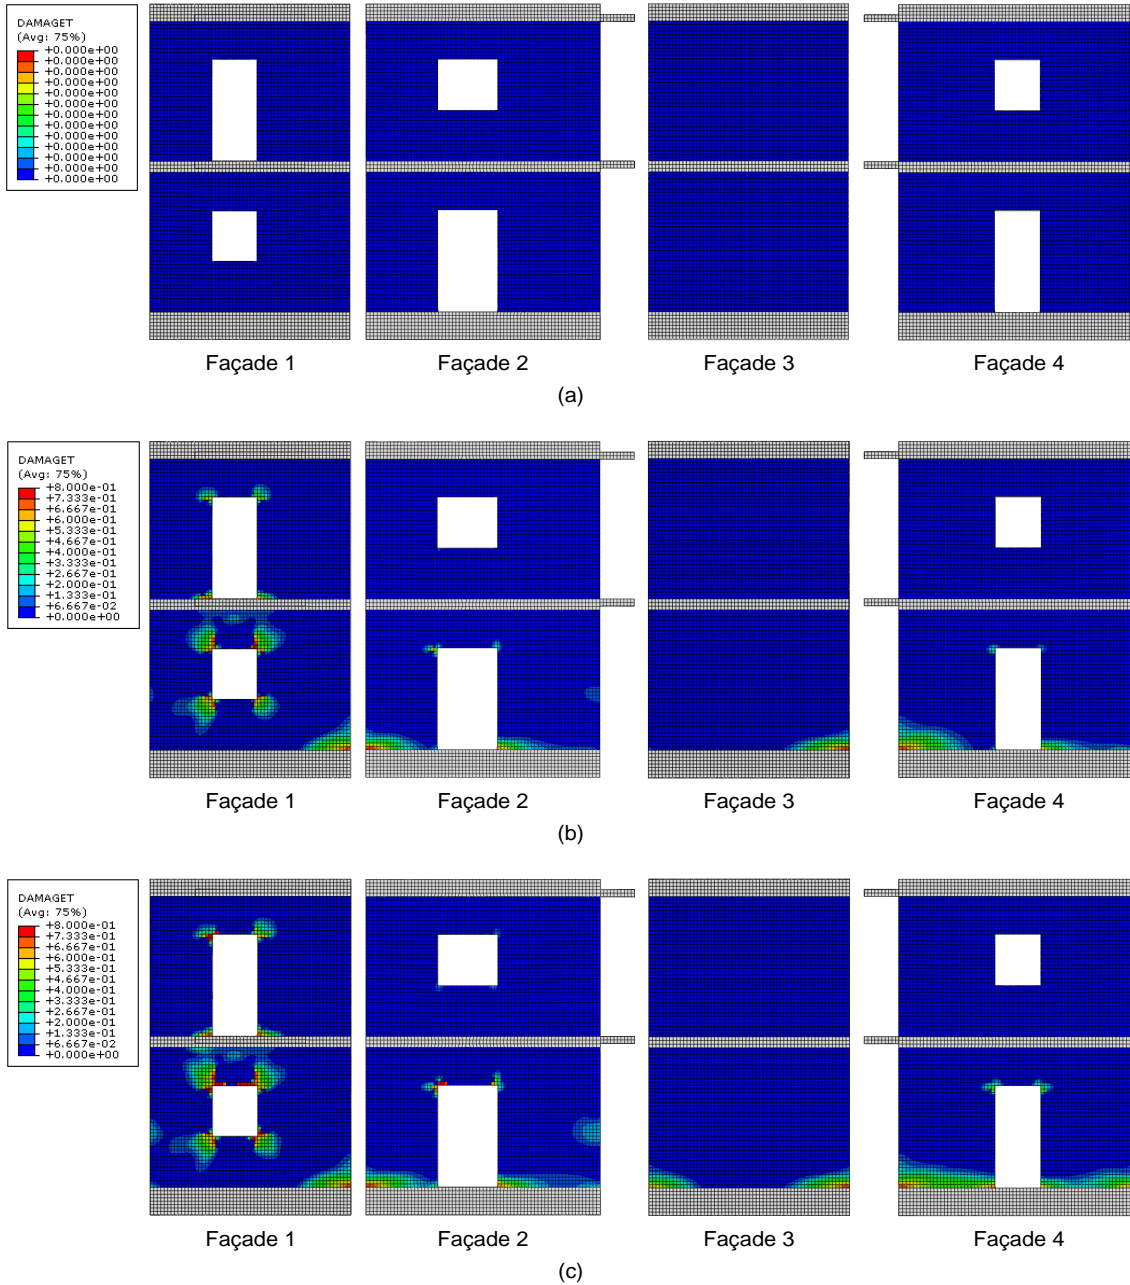 DAMAGET
(Avg: 75%)
+0.000e+00
+0.000e+00
+0.000e+00
+0.000e+00
+0.000e+00
+0.000e+00
+0.000e+00
+0.000e+00
+0.000e+00
+0.000e+00
+0.000e+00
+0.000e+00
+0.000e+00
Façade 1
Façade 2
Façade 3
Façade 4
(a)
DAMAGET
(Avg: 75%)
+8.000e-01
+7.333e-01
+6.667e-01
+6.000e-01
+5.333e-01
+4.667e-01
+4.000e-01
+3.333e-01
+2.667e-01
+2.000e-01
+1.333e-01
+6.667e-02
+0.000e+00
Façade 1
Façade 2
Façade 3
Façade 4
(b)
DAMAGET
(Avg: 75%)
+8.000e-01
+7.333e-01
+6.667e-01
+6.000e-01
+5.333e-01
+4.667e-01
+4.000e-01
+3.333e-01
+2.667e-01
+2.000e-01
+1.333e-01
+6.667e-02
+0.000e+00
Façade 1
Façade 2
Façade 3
Façade 4
(c)